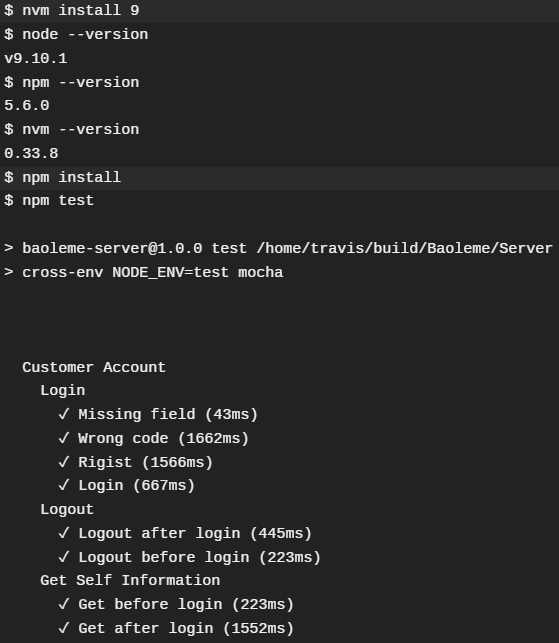 $ nvm install 9
$ node --version
v9.10.1
$ npm --version
5.6.0
$ nvm --version
0.33.8
$ npm install
$ npm test
> baoleme-server@1.0.0 test /home/travis/build/Baoleme/Server
> cross-env NODE_ENV=test mocha
Customer Account
Login
✓ Missing field (43ms)
✓ Wrong code (1662ms)
✓ Rigist (1566ms)
✓ Login (667ms)
Logout
✓ Logout after login (445ms)
✓ Logout before login (223ms)
Get Self Information
✓ Get before login (223ms)
✓ Get after login (1552ms)